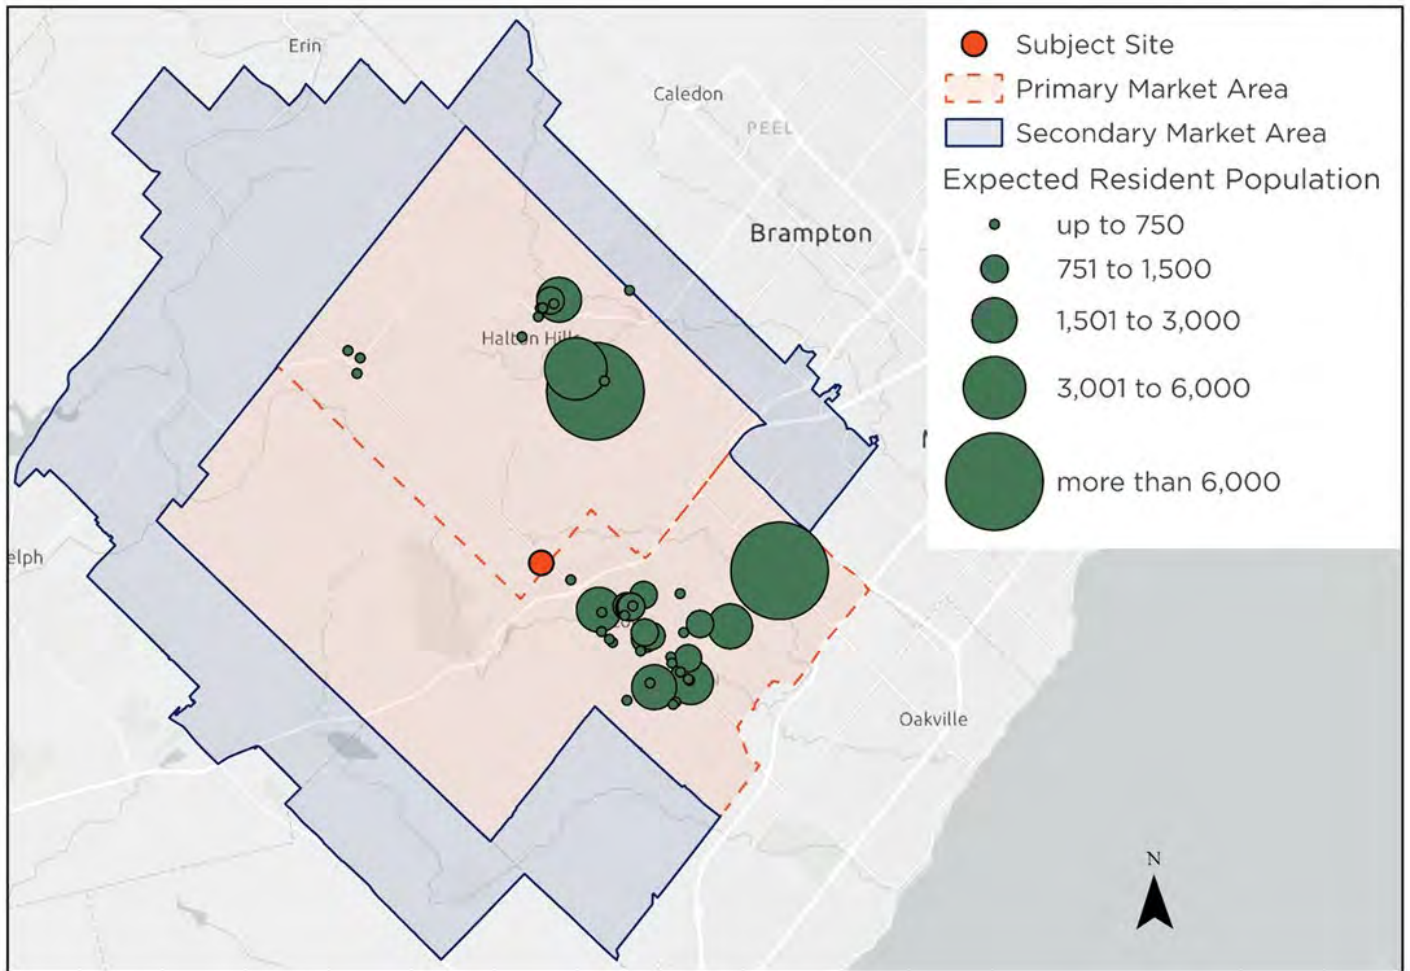 Erin
Caledon
PEEL
Brampton
Halton Hills
elph
Oakville
Subject Site
Primary Market Area
Secondary Market Area
Expected Resident Population
up to 750
751 to 1,500
1,501 to 3,000
3,001 to 6,000
more than 6,000
N